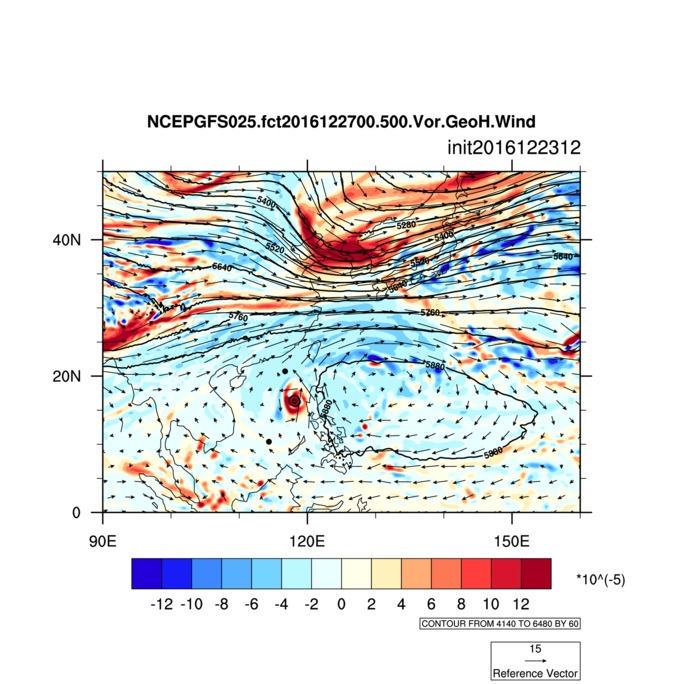 NCEPGFS025.fct2016122700.500.Vor.GeoH.Wind
init2016122312
5400
5280
40N
5520
5400
5520
5640
5640
5640
5760
5760
20N
5880
5880
5880
0
90E 120E 150E
-12 -10 -8 -6 -4 -2 0 2 4 6 8 10 12 *10^(-5)
CONTOUR FROM 4140 TO 6480 BY 60
15
Reference Vector